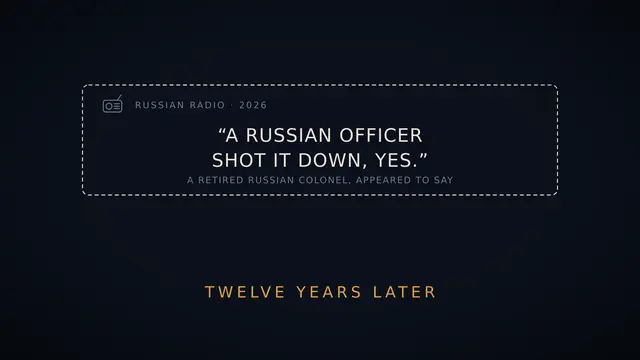 RUSSIAN RADIO · 2026
“A RUSSIAN OFFICER
SHOT IT DOWN, YES.”
A RETIRED RUSSIAN COLONEL, APPEARED TO SAY
TWELVE YEARS LATER